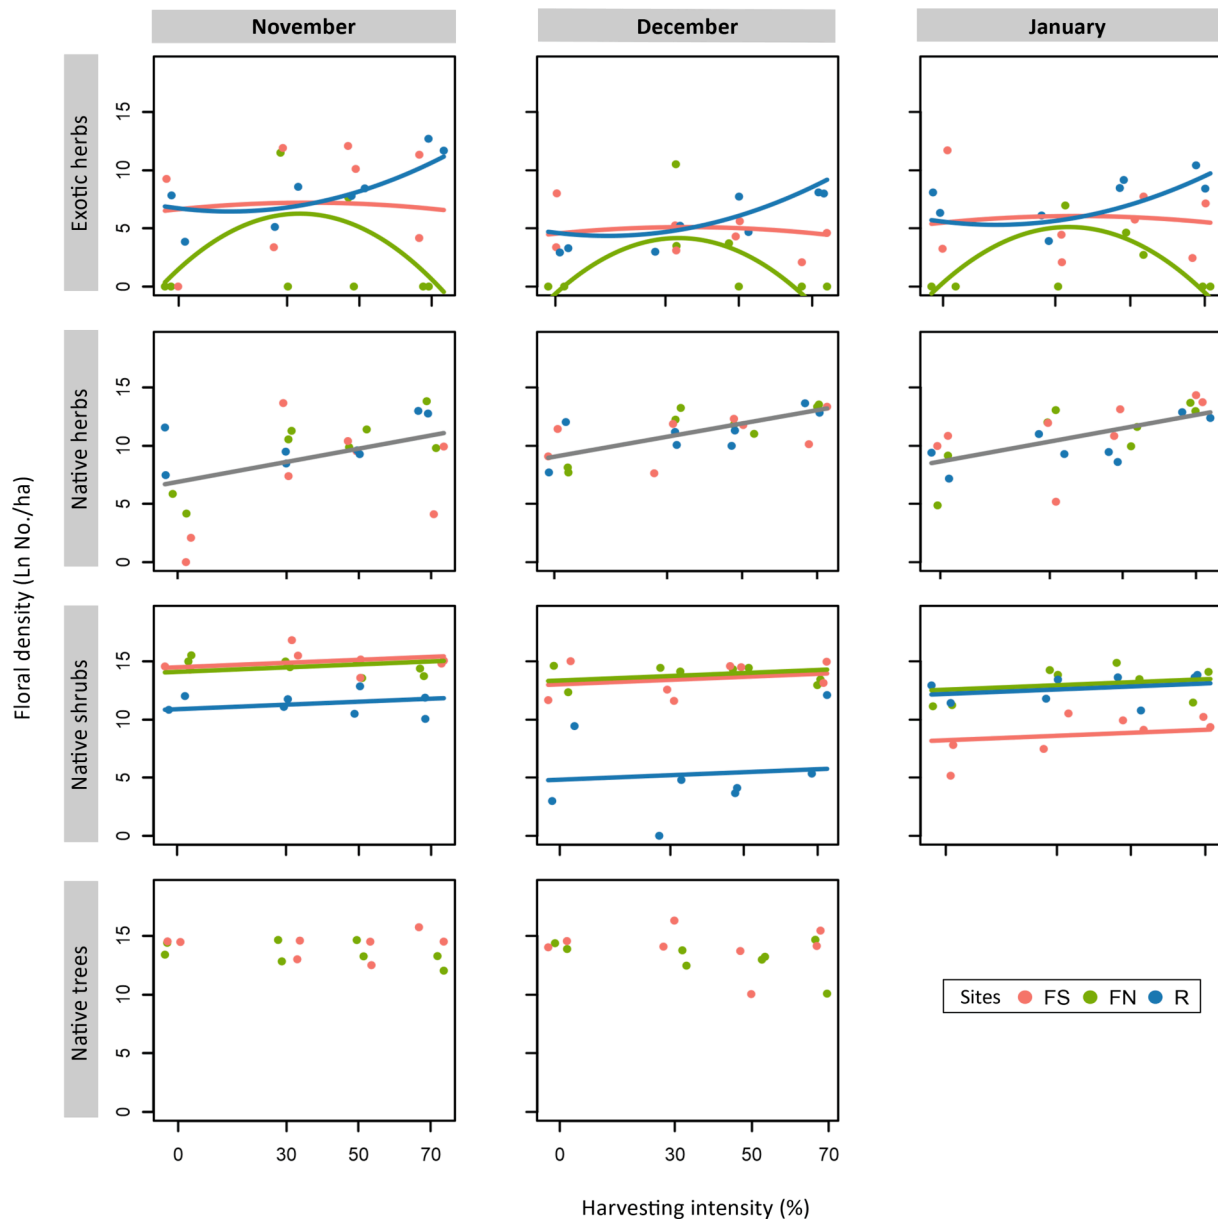 November December January
Exotic herbs
15
10
5
0
Native herbs
15
10
5
0
Floral density (Ln No./ha)
Native shrubs
15
10
5
0
Native trees
15
10
5
0
Sites FS FN R
0 30 50 70 0 30 50 70
Harvesting intensity (%)